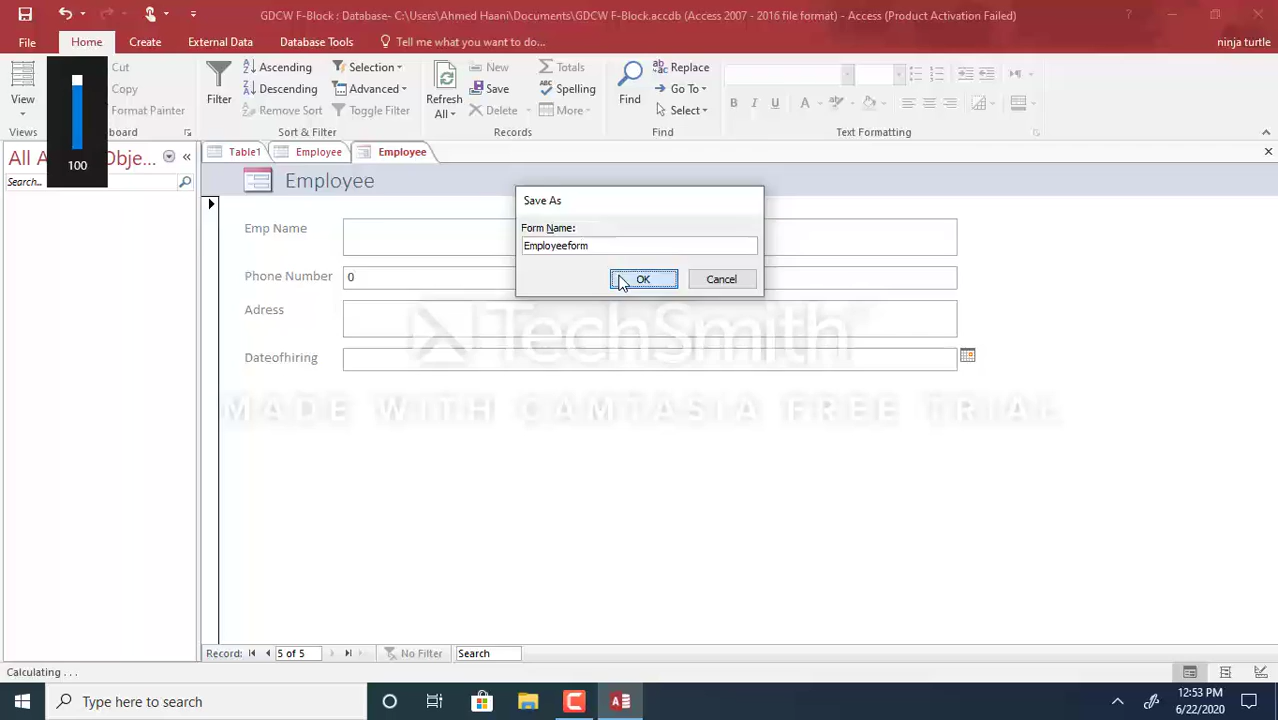 GDCW F-Block : Database- C:\Users\Ahmed Haani\Documents\GDCW F-Block.accdb (Access 2007 - 2016 file format) - Access (Product Activation Failed)
File Home Create External Data Database Tools Tell me what you want to do... ninja turtle
View
Views
Cut
Copy
Format Painter
board
Filter
Ascending
Descending
Remove Sort
Selection
Advanced
Toggle Filter
Sort & Filter
Refresh
All
New
Save
Delete
Totals
Spelling
More
Records
Find
Replace
Go To
Select
Find
B I U A
Text Formatting
100
All A Obje...
Search..
Table1 Employee Employee
Employee
Emp Name
Phone Number 0
Adress
Dateofhiring
Save As
Form Name:
Employeeform
OK Cancel
TechSmith
MADE WITH CAMTASIA FREE TRIAL
Record: 5 of 5 No Filter Search
Calculating . . .
Type here to search
12:53 PM
6/22/2020